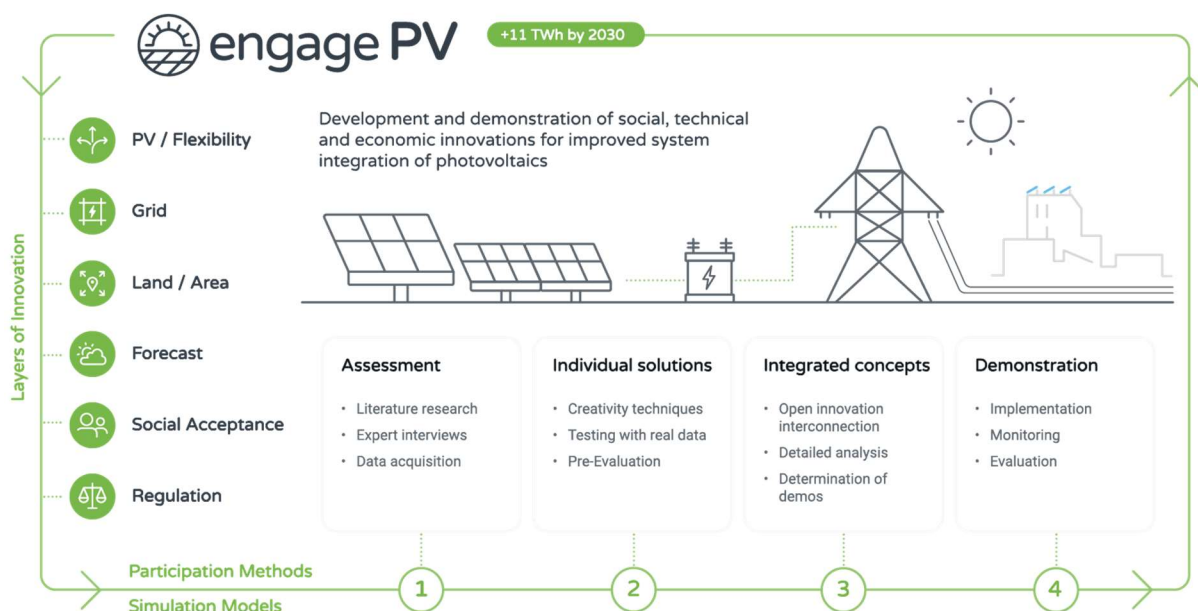 engage PV
+11 TWh by 2030
Development and demonstration of social, technical
and economic innovations for improved system
integration of photovoltaics
Layers of Innovation
PV / Flexibility
Grid
Land / Area
Forecast
Social Acceptance
Regulation
Assessment
• Literature research
• Expert interviews
• Data acquisition
Individual solutions
• Creativity techniques
• Testing with real data
• Pre-Evaluation
Integrated concepts
• Open innovation
interconnection
• Detailed analysis
• Determination of
demos
Demonstration
• Implementation
• Monitoring
• Evaluation
Participation Methods
Simulation Models
1
2
3
4